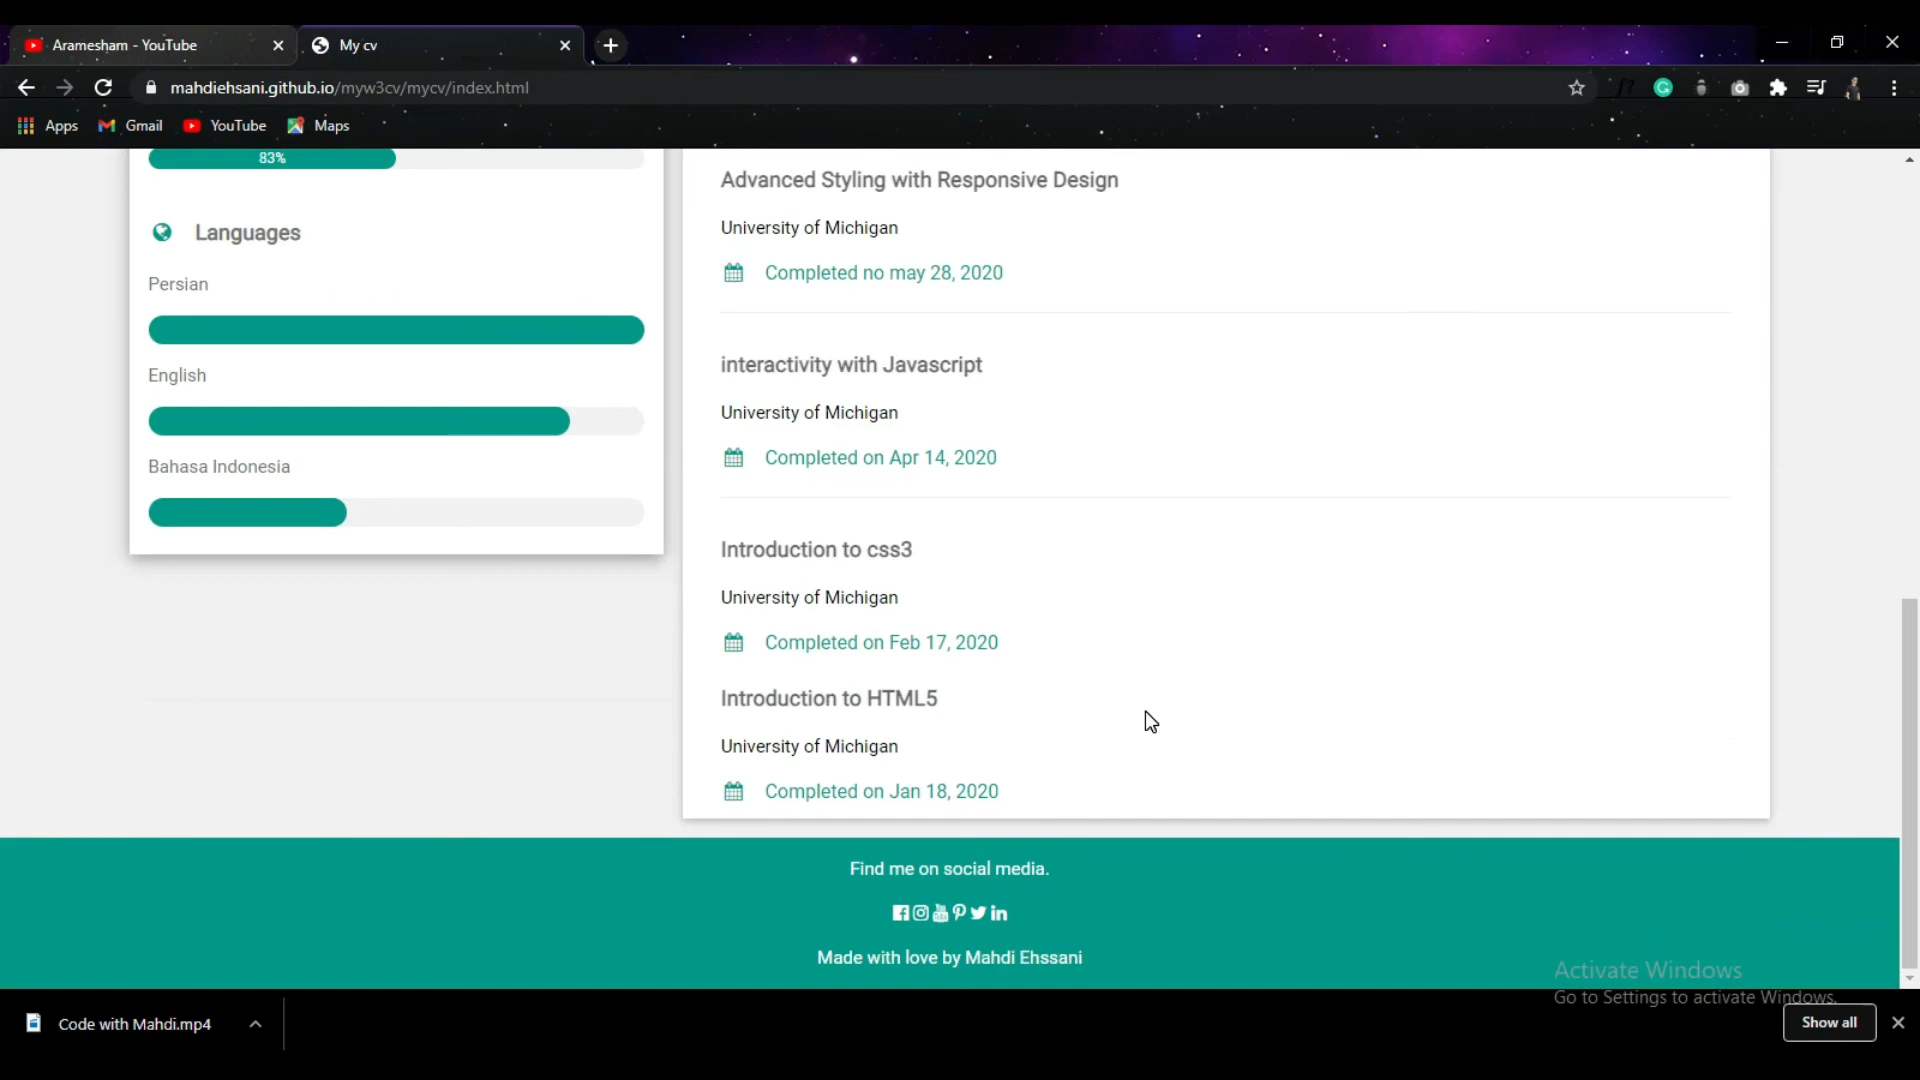 Aramesham - YouTube
My cv
mahdiehsani.github.io/myw3cv/mycv/index.html
Apps
Gmail
YouTube
Maps
83%
Languages
Persian
English
Bahasa Indonesia
Advanced Styling with Responsive Design
University of Michigan
Completed no may 28, 2020
interactivity with Javascript
University of Michigan
Completed on Apr 14, 2020
Introduction to css3
University of Michigan
Completed on Feb 17, 2020
Introduction to HTML5
University of Michigan
Completed on Jan 18, 2020
Find me on social media.
Made with love by Mahdi Ehssani
Activate Windows
Go to Settings to activate Windows.
Code with Mahdi.mp4
Show all